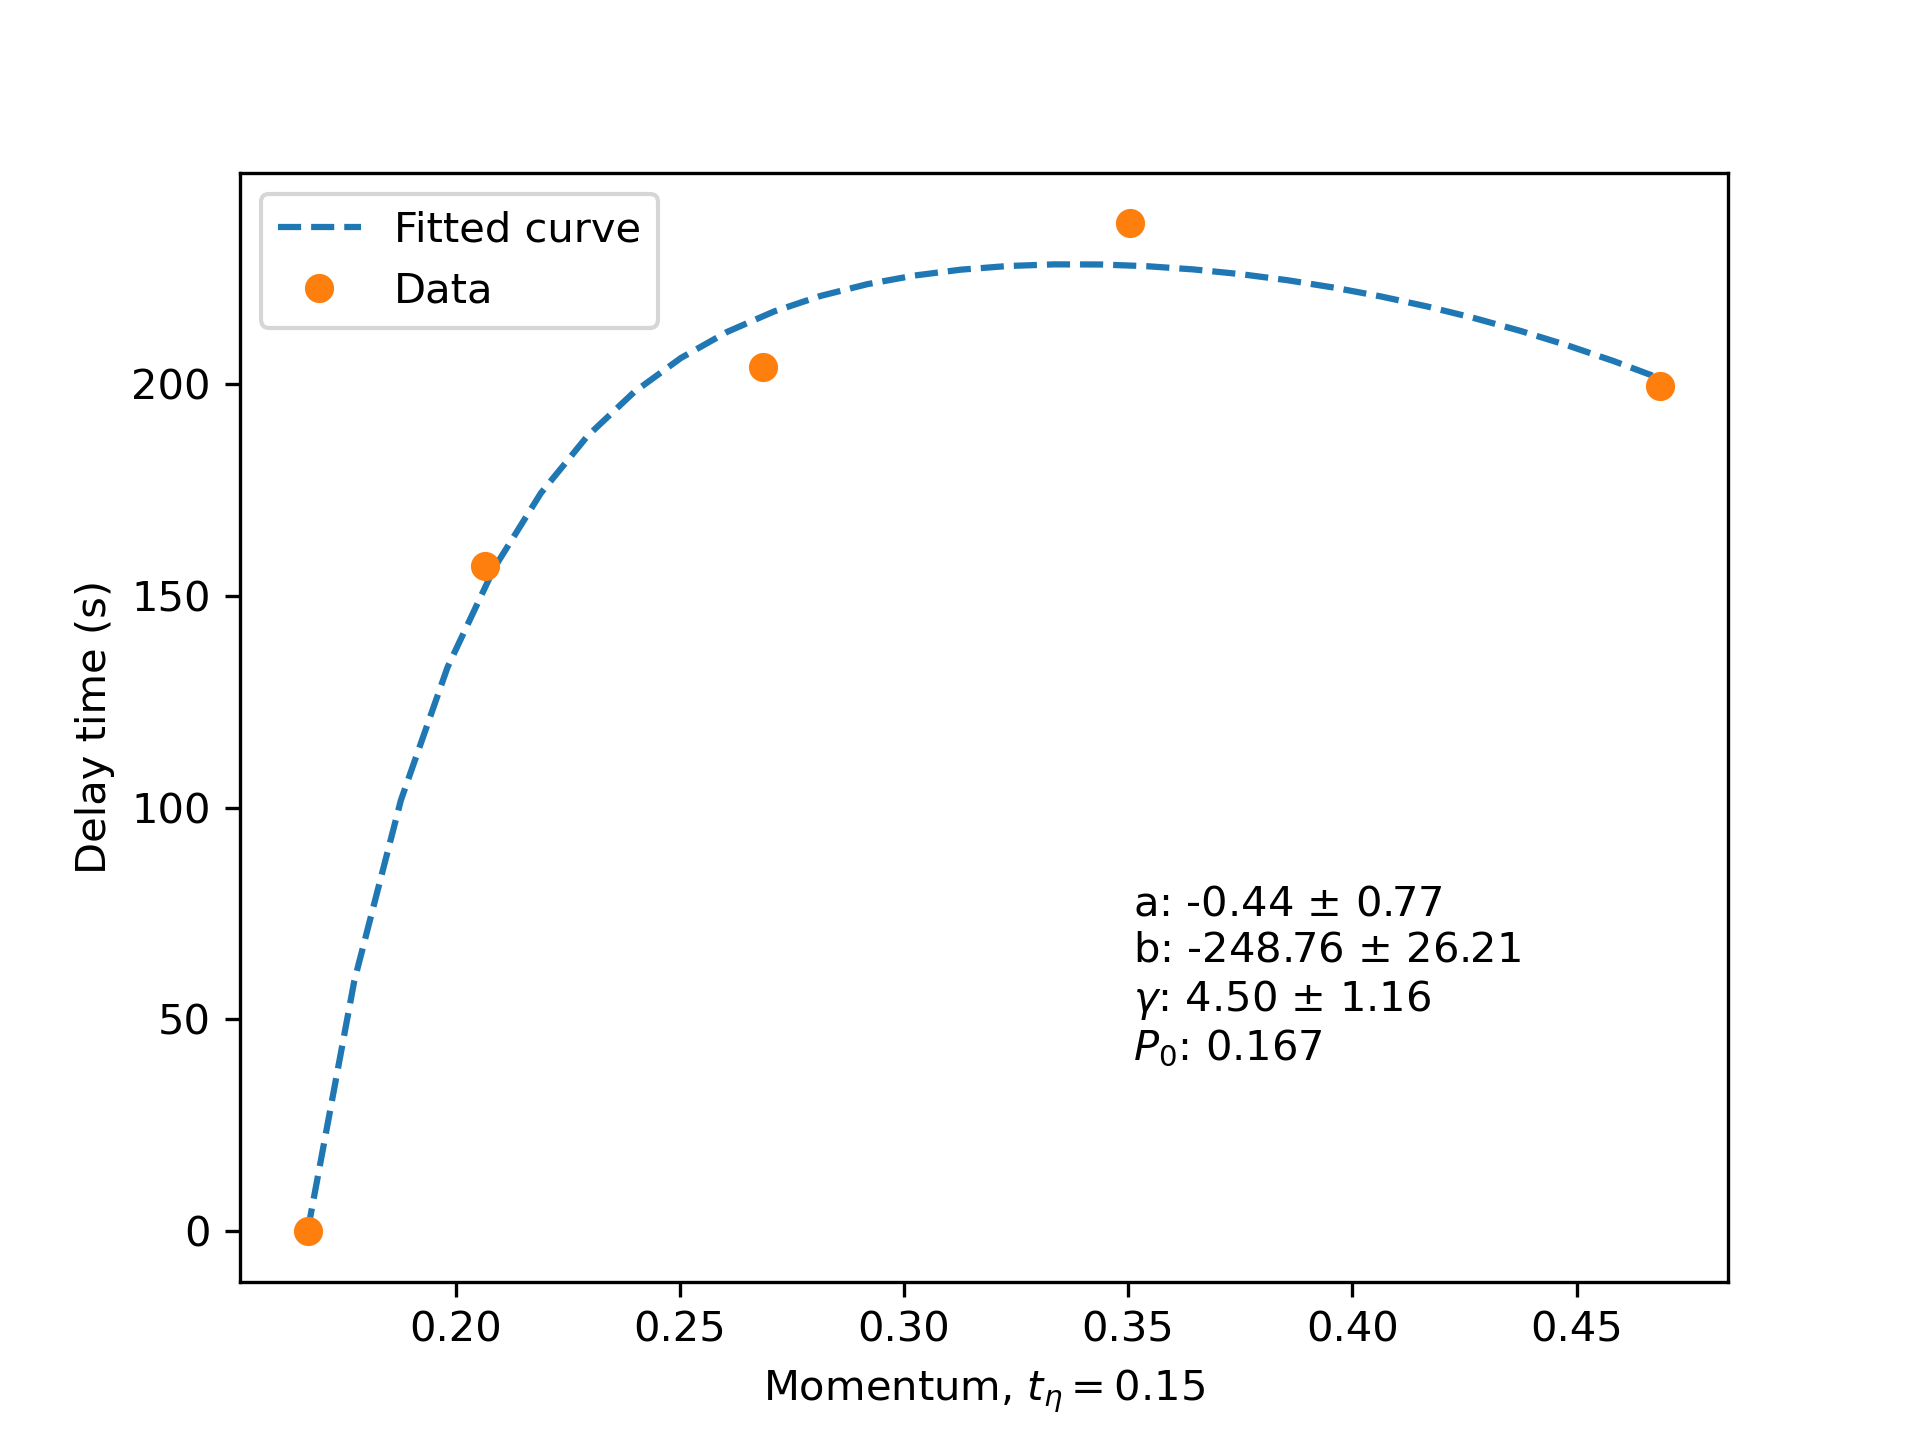 Fitted curve
Data
200
150
100
50
0
Delay time (s)
a: -0.44 ± 0.77
b: -248.76 ± 26.21
γ: 4.50 ± 1.16
P₀: 0.167
0.20 0.25 0.30 0.35 0.40 0.45
Momentum, tη = 0.15